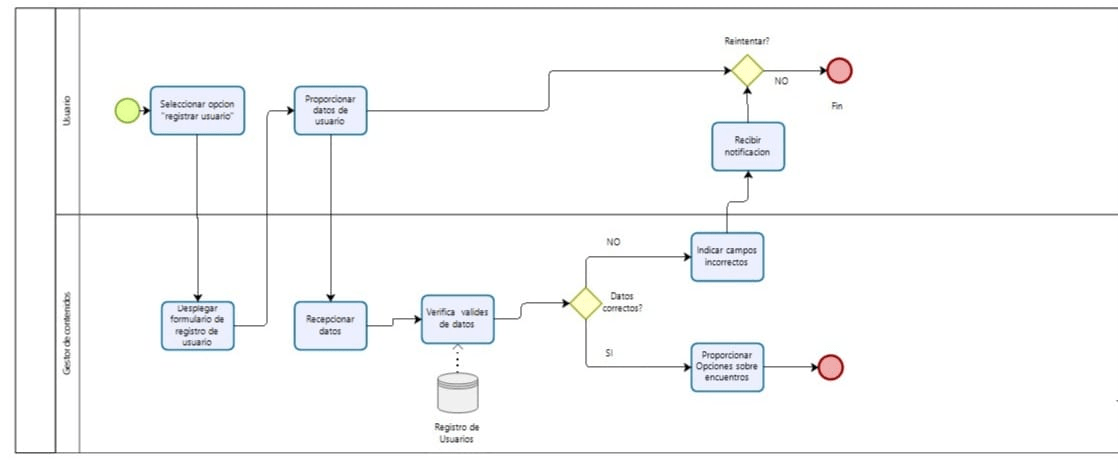 Usuario
Seleccionar opcion
"registrar usuario"
Proporcionar
datos de
usuario
Reintentar?
NO
Fin
Recibir
notificacion
Gestor de contenidos
Desplegar
formulario de
registro de
usuario
Recepcionar
datos
Verifica valides
de datos
Registro de
Usuarios
Datos
correctos?
NO
SI
Indicar campos
incorrectos
Proporcionar
Opciones sobre
encuentros